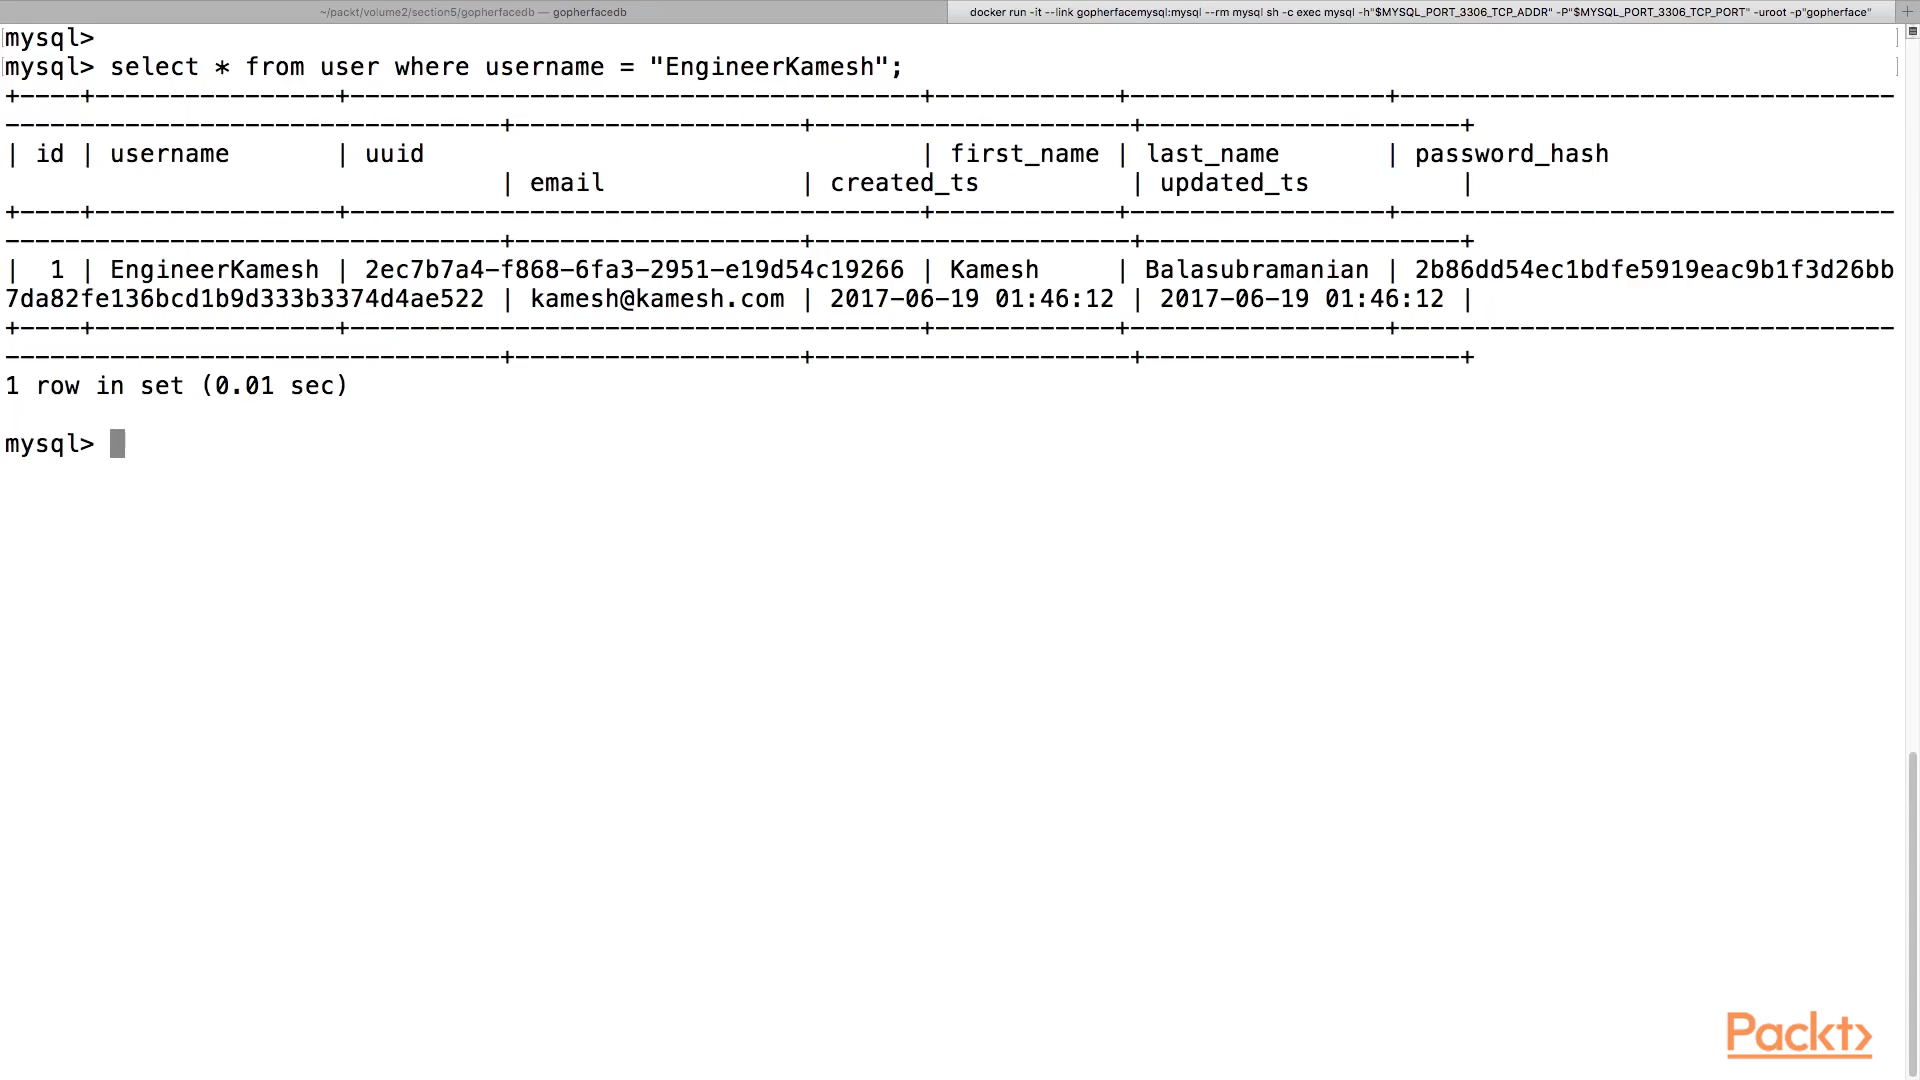 ~/packt/volume2/section5/gopherfacedb — gopherfacedb
docker run -it --link gopherfacemysql:mysql --rm mysql sh -c exec mysql -h"$MYSQL_PORT_3306_TCP_ADDR" -P"$MYSQL_PORT_3306_TCP_PORT" -uroot -p"gopherface"
mysql>
mysql> select * from user where username = "EngineerKamesh";
+----+----------------+--------------------------------------+------------+-----------------+---------------------------------
---------------------------------+-------------------+---------------------+---------------------+
| id | username       | uuid                                 | first_name | last_name       | password_hash
                                 | email             | created_ts          | updated_ts          |
+----+----------------+--------------------------------------+------------+-----------------+---------------------------------
---------------------------------+-------------------+---------------------+---------------------+
|  1 | EngineerKamesh | 2ec7b7a4-f868-6fa3-2951-e19d54c19266 | Kamesh     | Balasubramanian | 2b86dd54ec1bdfe5919eac9b1f3d26bb
7da82fe136bcd1b9d333b3374d4ae522 | kamesh@kamesh.com | 2017-06-19 01:46:12 | 2017-06-19 01:46:12 |
+----+----------------+--------------------------------------+------------+-----------------+---------------------------------
---------------------------------+-------------------+---------------------+---------------------+
1 row in set (0.01 sec)
mysql>
Packt>